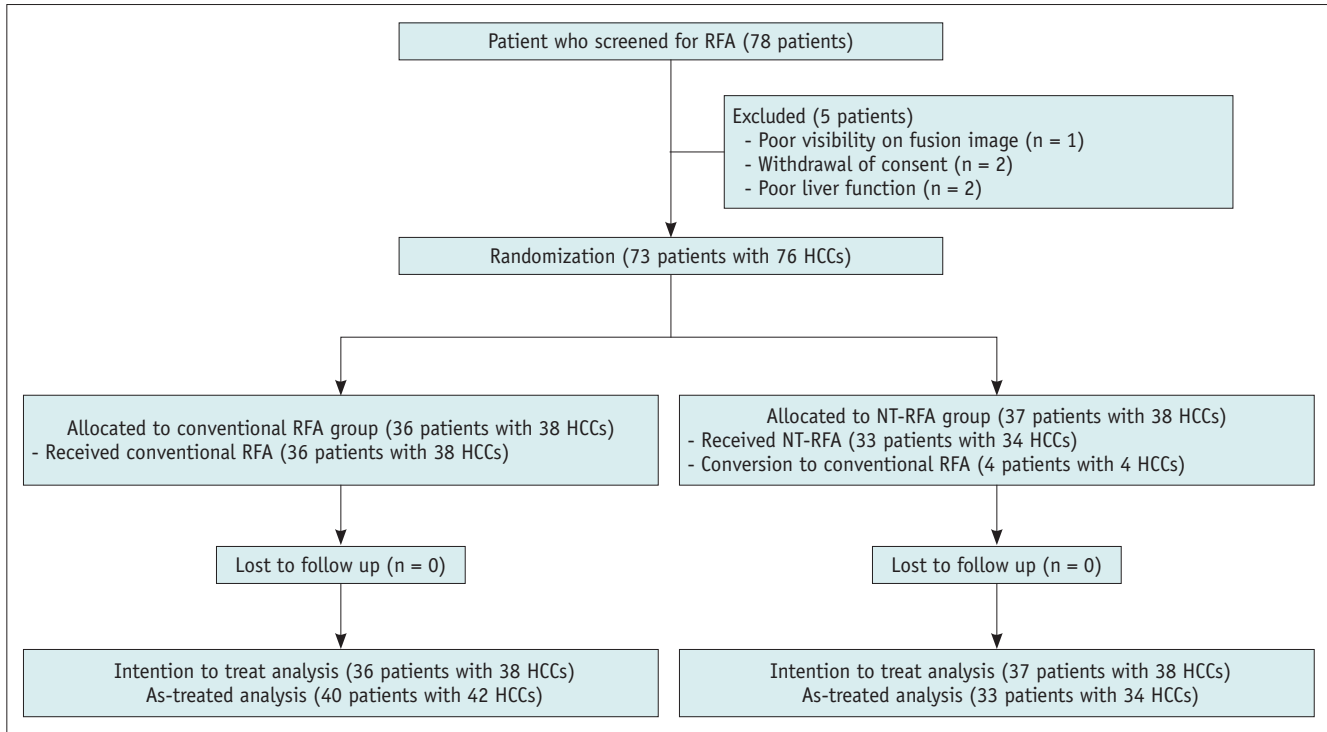 Patient who screened for RFA (78 patients)
Excluded (5 patients)
- Poor visibility on fusion image (n = 1)
- Withdrawal of consent (n = 2)
- Poor liver function (n = 2)
Randomization (73 patients with 76 HCCs)
Allocated to conventional RFA group (36 patients with 38 HCCs)
- Received conventional RFA (36 patients with 38 HCCs)
Allocated to NT-RFA group (37 patients with 38 HCCs)
- Received NT-RFA (33 patients with 34 HCCs)
- Conversion to conventional RFA (4 patients with 4 HCCs)
Lost to follow up (n = 0)
Lost to follow up (n = 0)
Intention to treat analysis (36 patients with 38 HCCs)
As-treated analysis (40 patients with 42 HCCs)
Intention to treat analysis (37 patients with 38 HCCs)
As-treated analysis (33 patients with 34 HCCs)